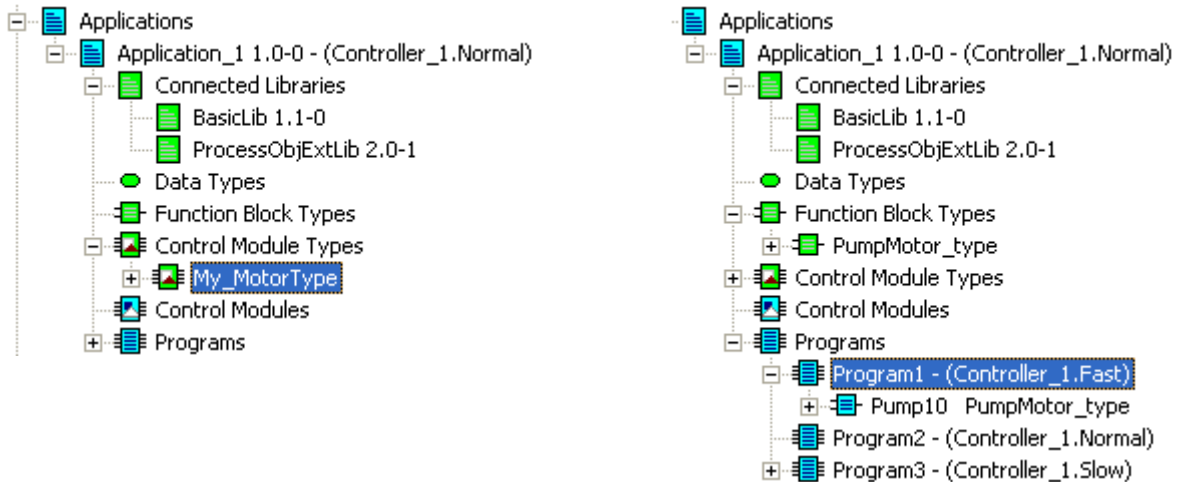 Applications
Application_1 1.0-0 - (Controller_1.Normal)
Connected Libraries
BasicLib 1.1-0
ProcessObjExtLib 2.0-1
Data Types
Function Block Types
Control Module Types
My_MotorType
Control Modules
Programs
Applications
Application_1 1.0-0 - (Controller_1.Normal)
Connected Libraries
BasicLib 1.1-0
ProcessObjExtLib 2.0-1
Data Types
Function Block Types
PumpMotor_type
Control Module Types
Control Modules
Programs
Program1 - (Controller_1.Fast)
Pump10 PumpMotor_type
Program2 - (Controller_1.Normal)
Program3 - (Controller_1.Slow)